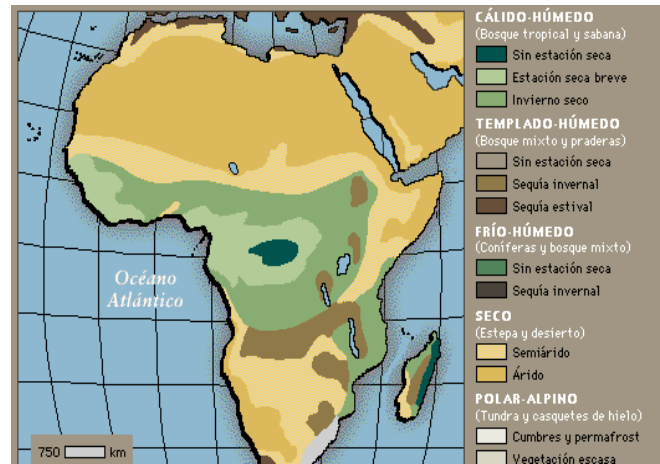 CÁLIDO-HÚMEDO
(Bosque tropical y sabana)
Sin estación seca
Estación seca breve
Invierno seco
TEMPLADO-HÚMEDO
(Bosque mixto y praderas)
Sin estación seca
Sequía invernal
Sequía estival
FRÍO-HÚMEDO
(Coníferas y bosque mixto)
Sin estación seca
Sequía invernal
SECO
(Estepa y desierto)
Semiárido
Árido
POLAR-ALPINO
(Tundra y casquetes de hielo)
Cumbres y permafrost
Vegetación escasa
Océano
Atlántico
750 km